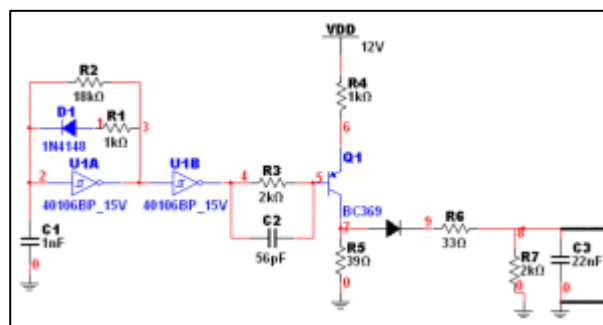 VDD
12V
R2
18kΩ
R4
1kΩ
D1
1
R1
3
1N4148
1kΩ
6
U1A
U1B
Q1
2
4
R3
5
40106BP_15V
40106BP_15V
2kΩ
BC369
C1
1nF
C2
56pF
7
9
R6
8
33Ω
R5
39Ω
R7
2kΩ
C3
22nF
0
0
0
0